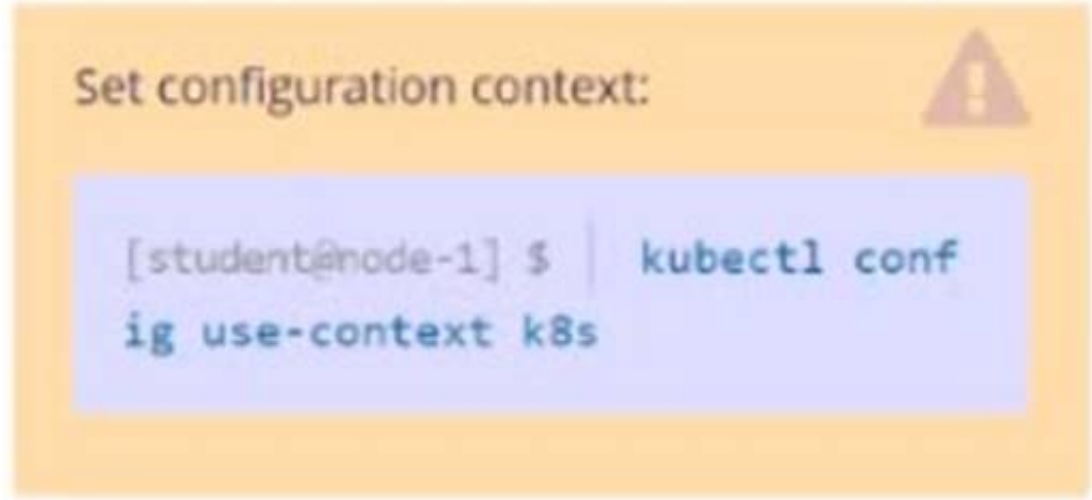 Set configuration context:
[student@node-1] $ | kubectl conf
ig use-context k8s